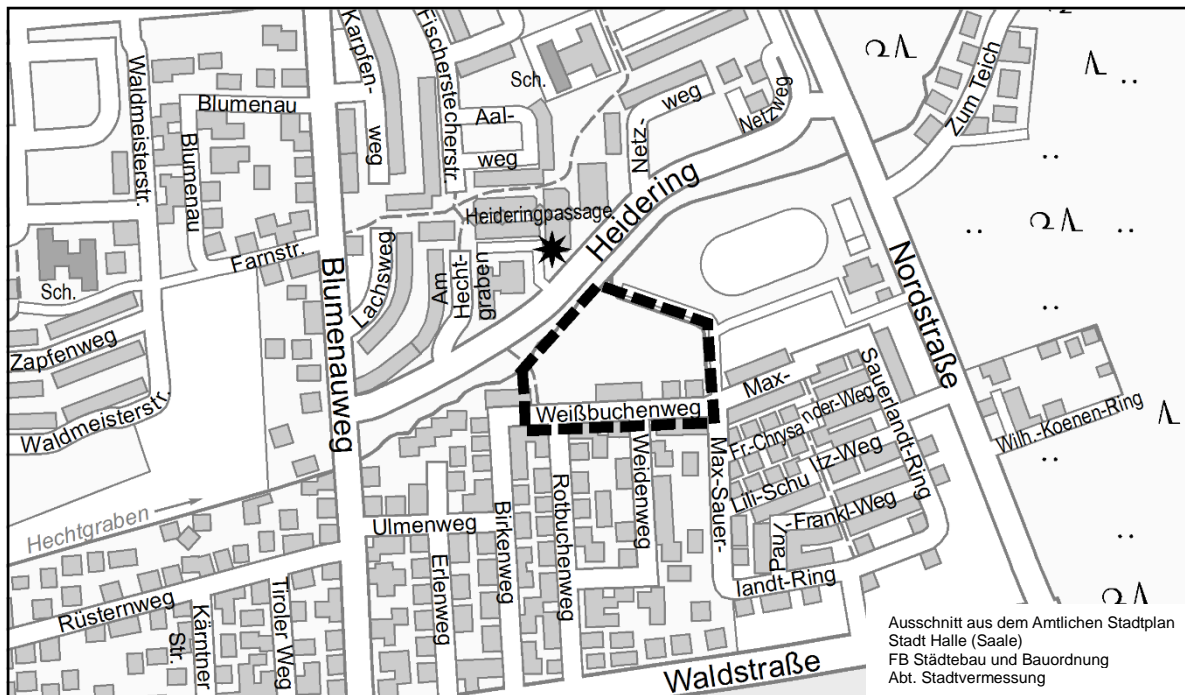 Waldmeisterstr.
Blumenau
Blumenau
Karpfen-
weg
Fischerstecherstr.
Aal-
weg
Sch.
Netz-
weg
Netzweg
Zum Teich
Heideringpassage
Heidering
Farnstr.
Sch.
Zapfenweg
Waldmeisterstr.
Blumenauweg
Lachsweg
Am
Hecht-
graben
Nordstraße
Weißbuchenweg
Max-
Sauerlandt-Ring
Fr.-Chrysander-Weg
Wilh.-Koenen-Ring
Lili-Schultz-Weg
Paul-Frankl-Weg
Max-Sauer-
landt-Ring
Hechtgraben
Ulmenweg
Erlenweg
Birkenweg
Rotbuchenweg
Weidenweg
Rüsternweg
Kärntner
Str.
Tiroler Weg
Waldstraße
Ausschnitt aus dem Amtlichen Stadtplan
Stadt Halle (Saale)
FB Städtebau und Bauordnung
Abt. Stadtvermessung